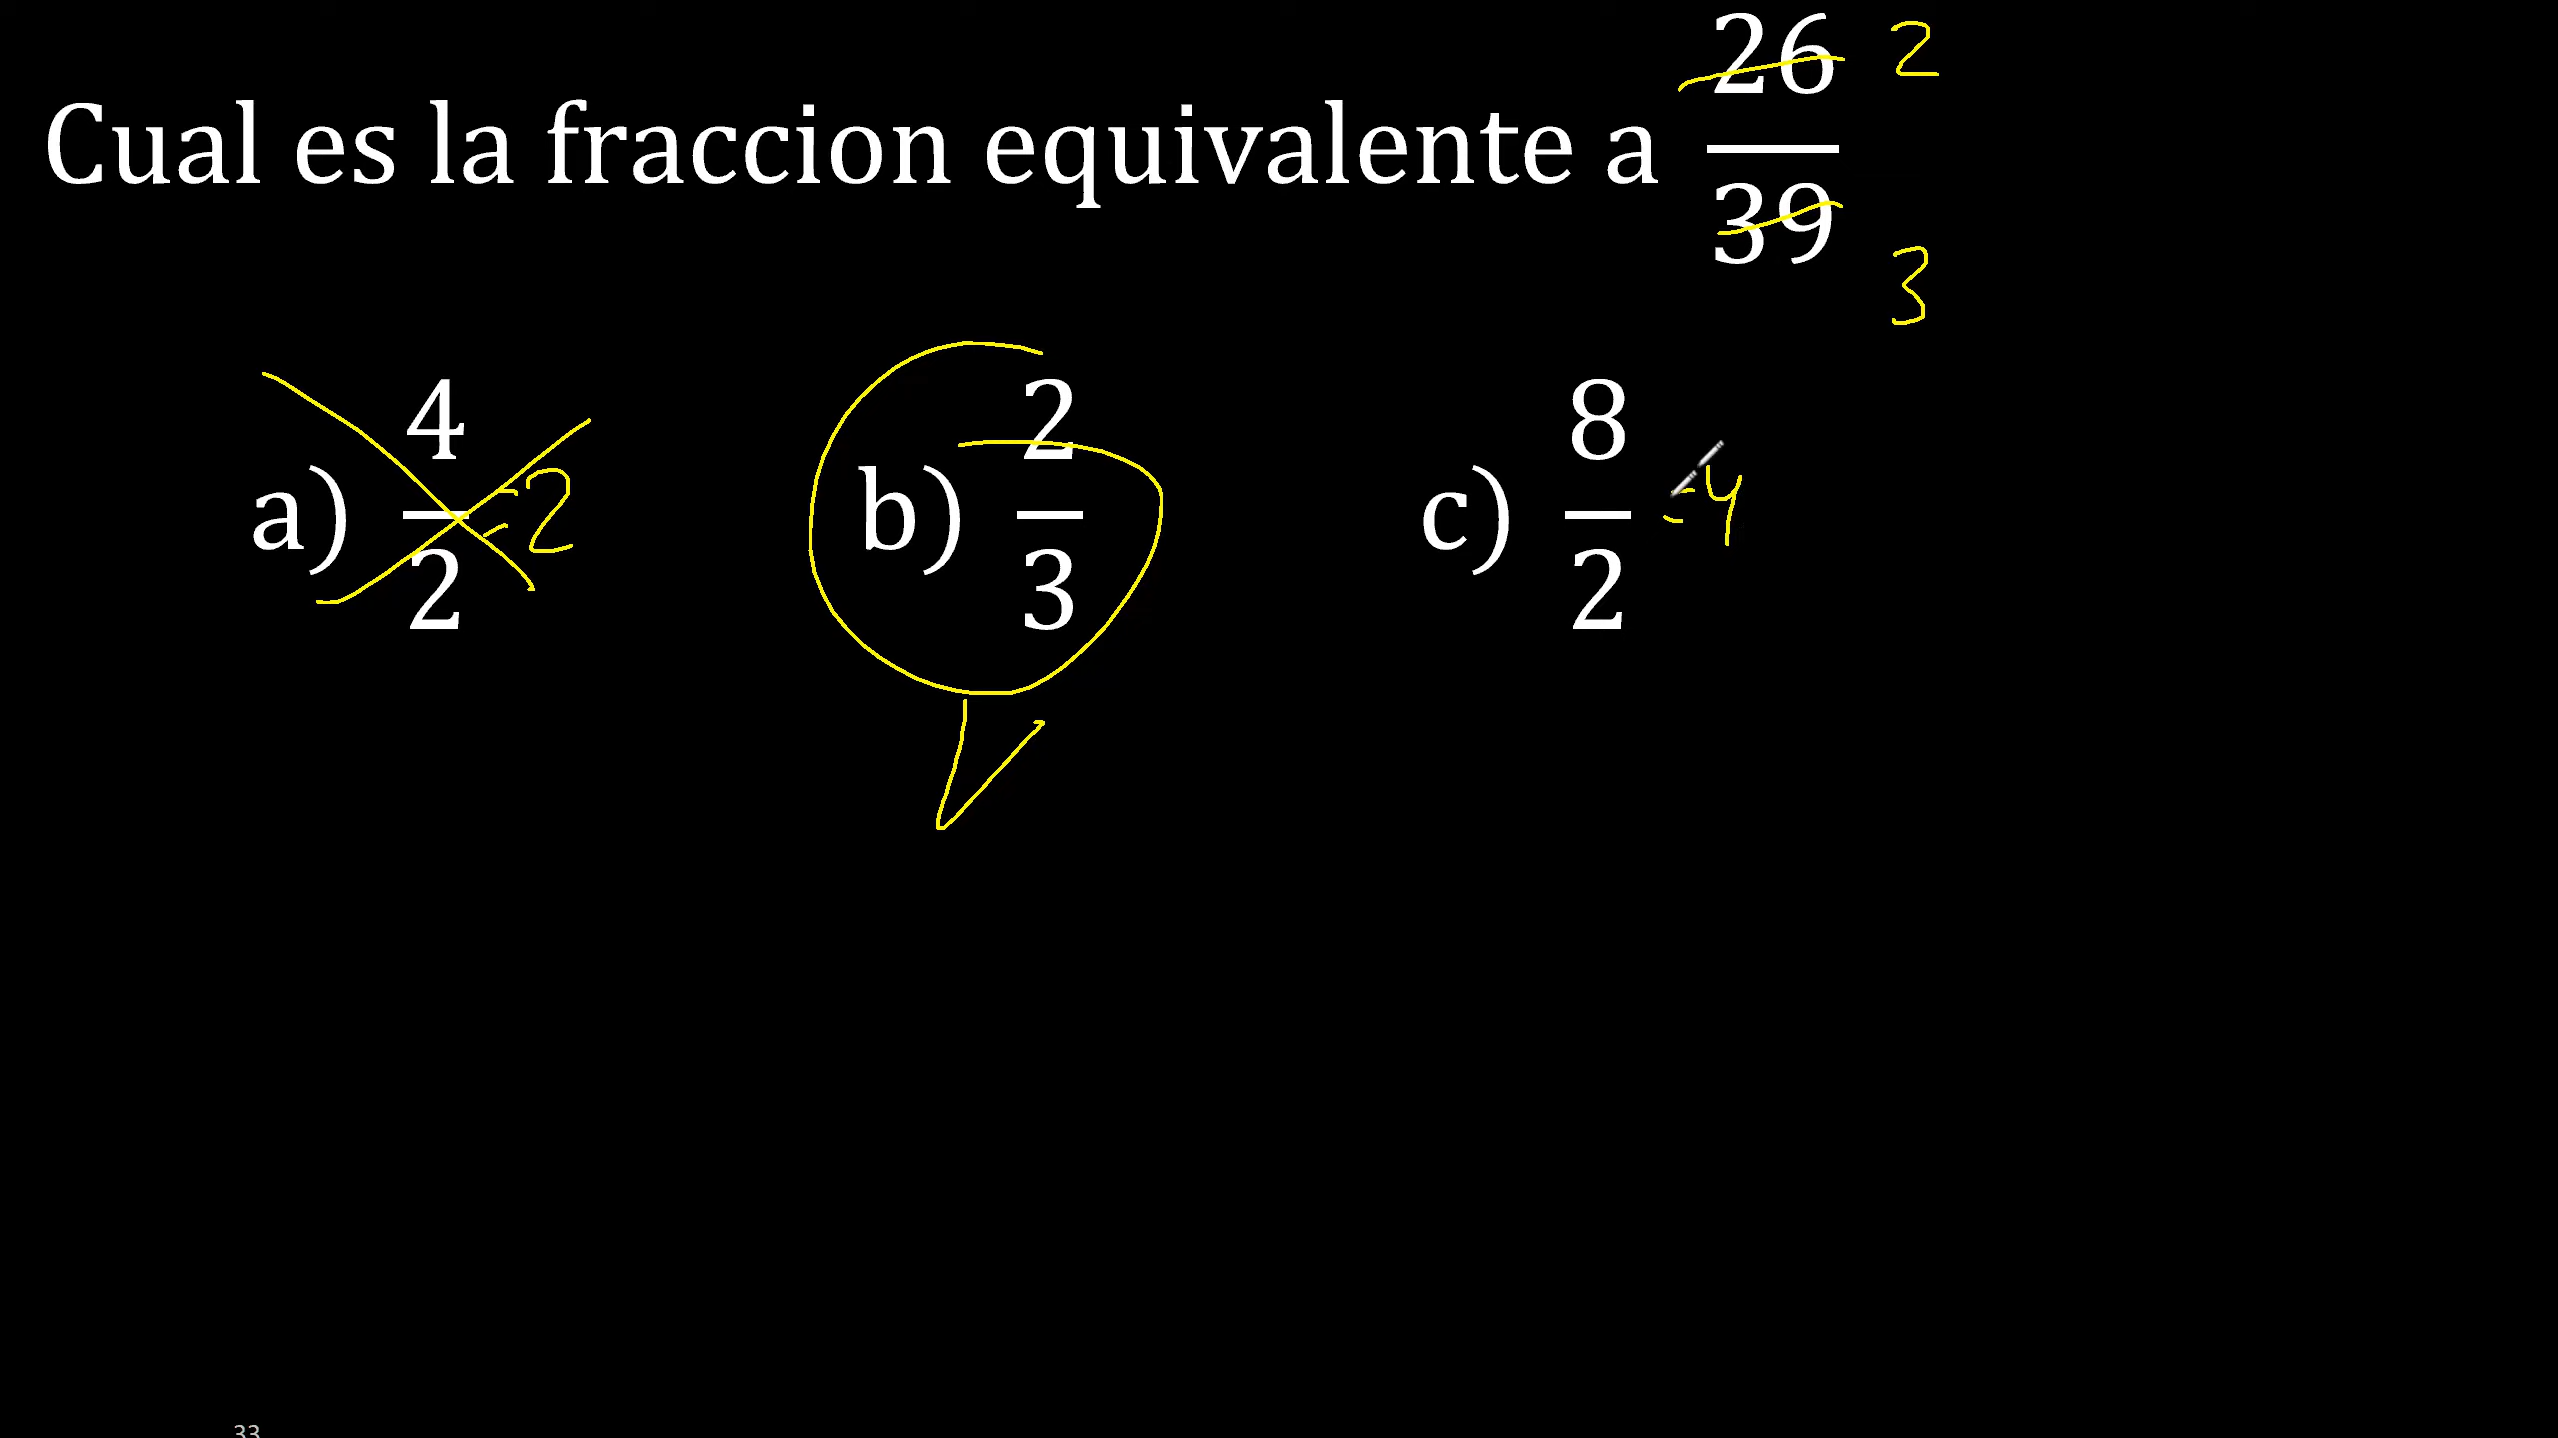 Cual es la fraccion equivalente a 26/39 2/3
a) 4/2 =2 b) 2/3 c) 8/2 =4
33